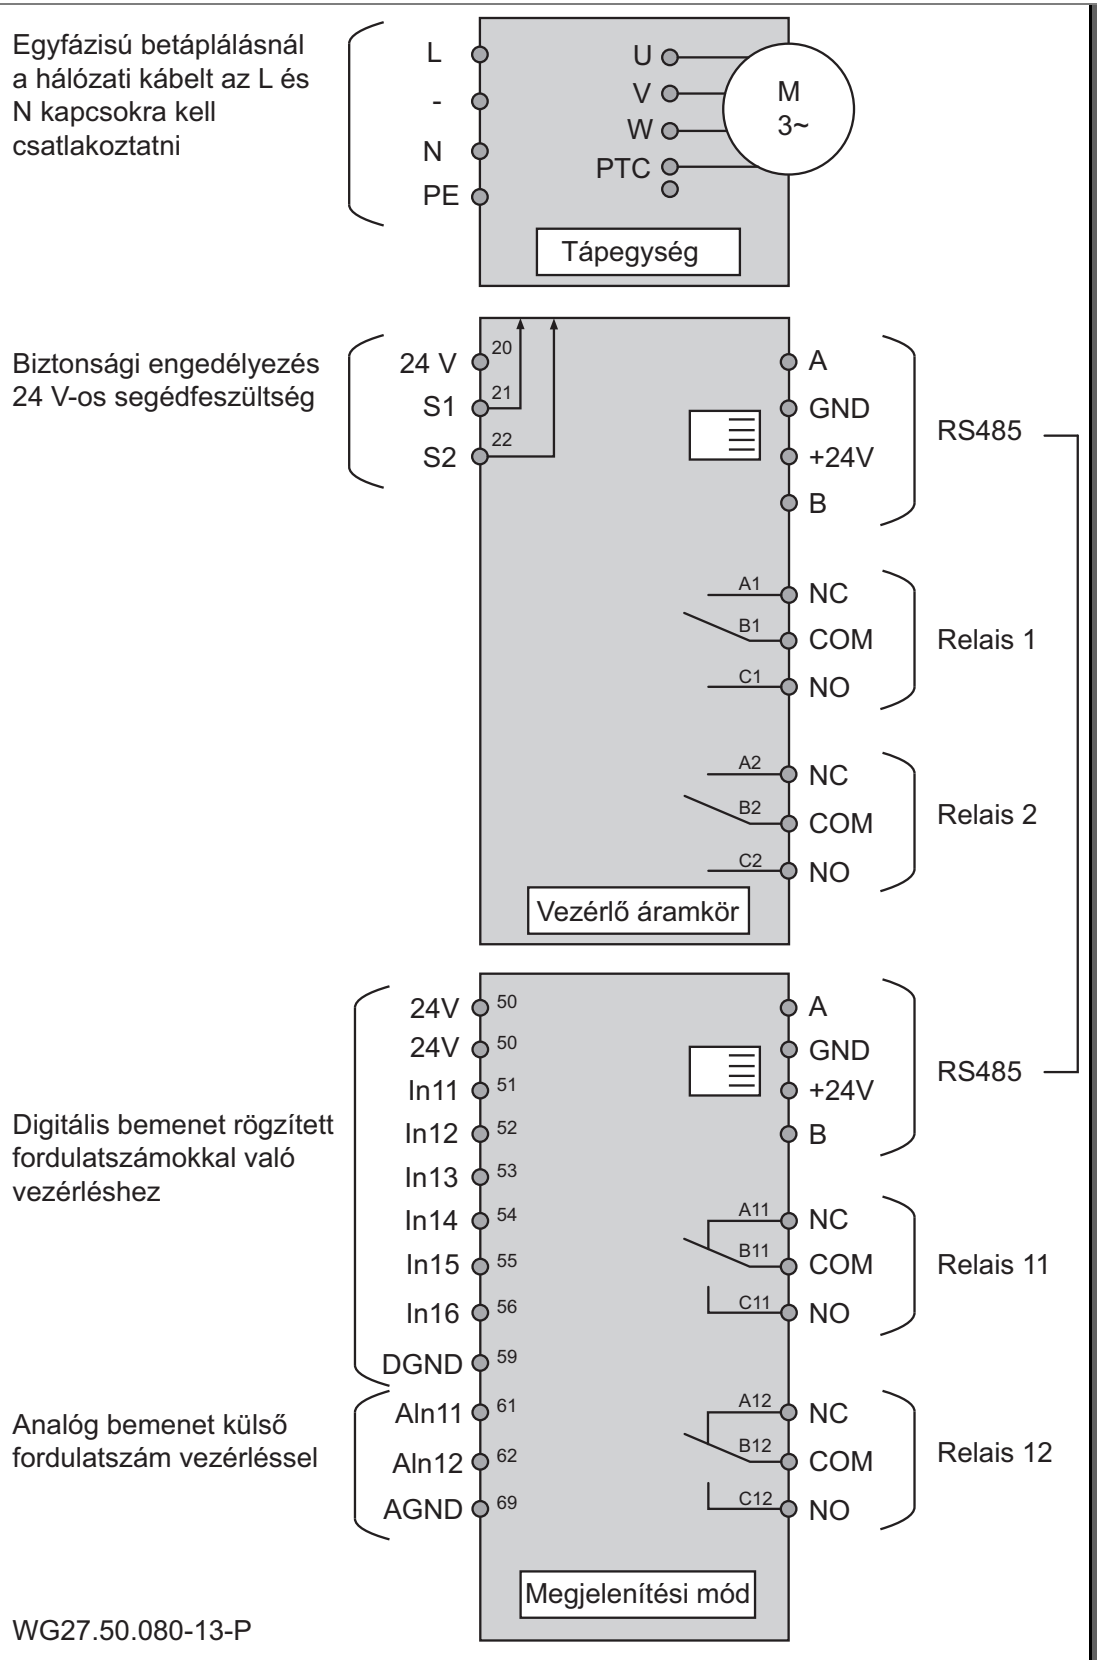 Egyfázisú betáplálásnál
a hálózati kábelt az L és
N kapcsokra kell
csatlakoztatni
L
-
N
PE
U
V
W
PTC
M
3~
Tápegység
Biztonsági engedélyezés
24 V-os segédfeszültség
24 V 20
S1 21
S2 22
A
GND
+24V
B
RS485
A1 NC
B1 COM
C1 NO
Relais 1
A2 NC
B2 COM
C2 NO
Relais 2
Vezérlő áramkör
Digitális bemenet rögzített
fordulatszámokkal való
vezérléshez
24V 50
24V 50
In11 51
In12 52
In13 53
In14 54
In15 55
In16 56
DGND 59
Analóg bemenet külső
fordulatszám vezérléssel
AIn11 61
AIn12 62
AGND 69
A
GND
+24V
B
RS485
A11 NC
B11 COM
C11 NO
Relais 11
A12 NC
B12 COM
C12 NO
Relais 12
Megjelenítési mód
WG27.50.080-13-P